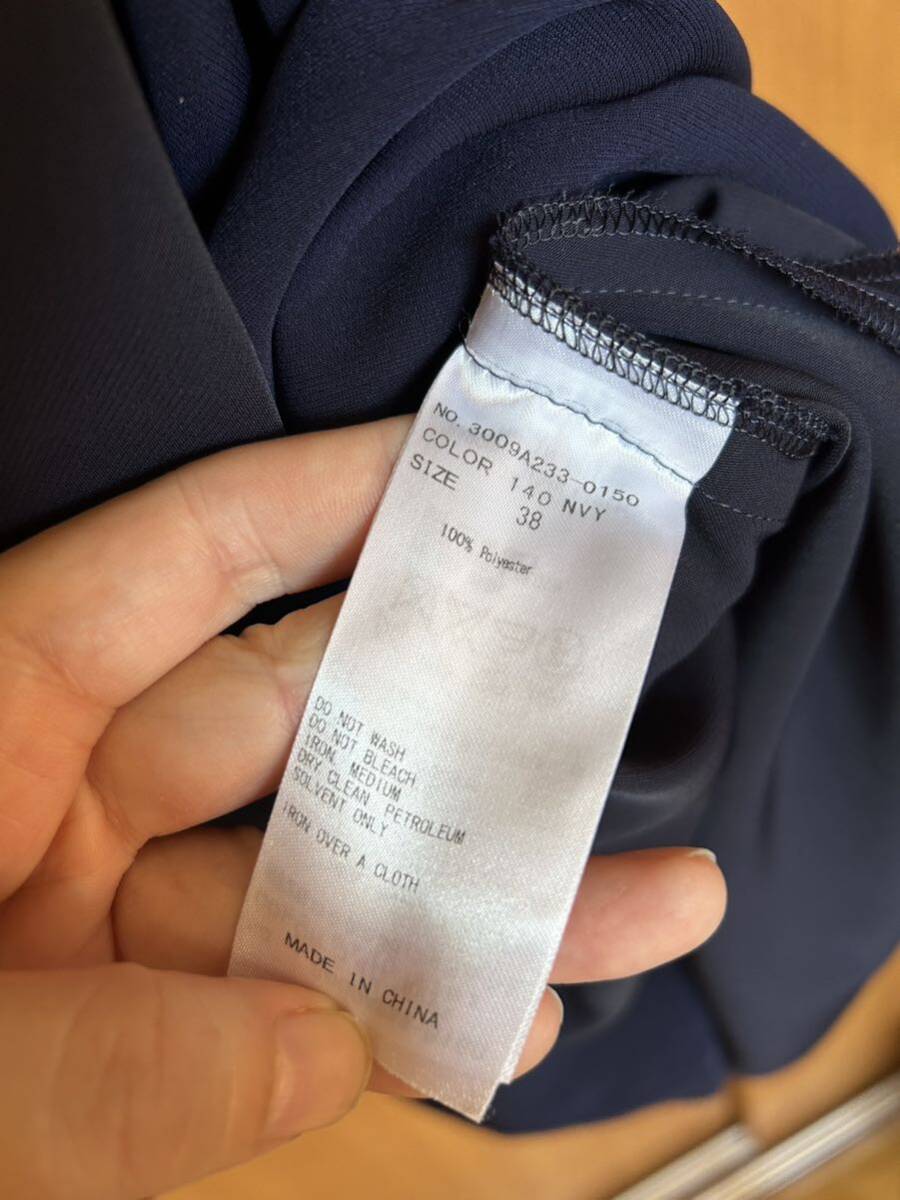 NO. 3009A233-0150
COLOR 140 NVY
SIZE 38
100% Polyester
DO NOT WASH
DO NOT BLEACH
IRON, MEDIUM
DRY CLEAN, PETROLEUM
SOLVENT ONLY
IRON OVER A CLOTH
MADE IN CHINA